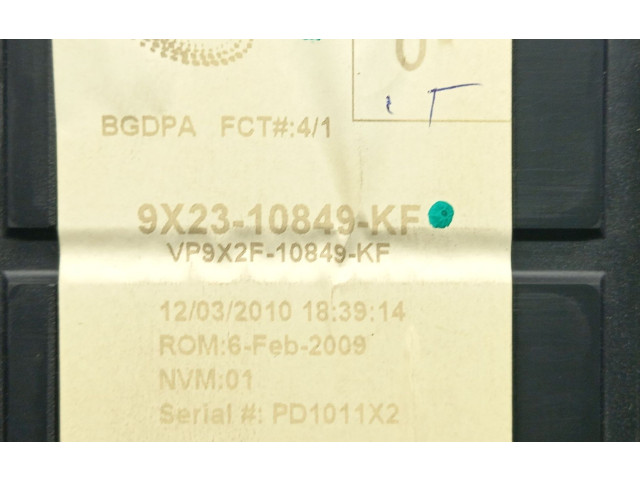 BGDPA FCT#:4/1
9X23-10849-KF
VP9X2F-10849-KF
12/03/2010 18:39:14
ROM:6-Feb-2009
NVM:01
Serial #: PD1011X2